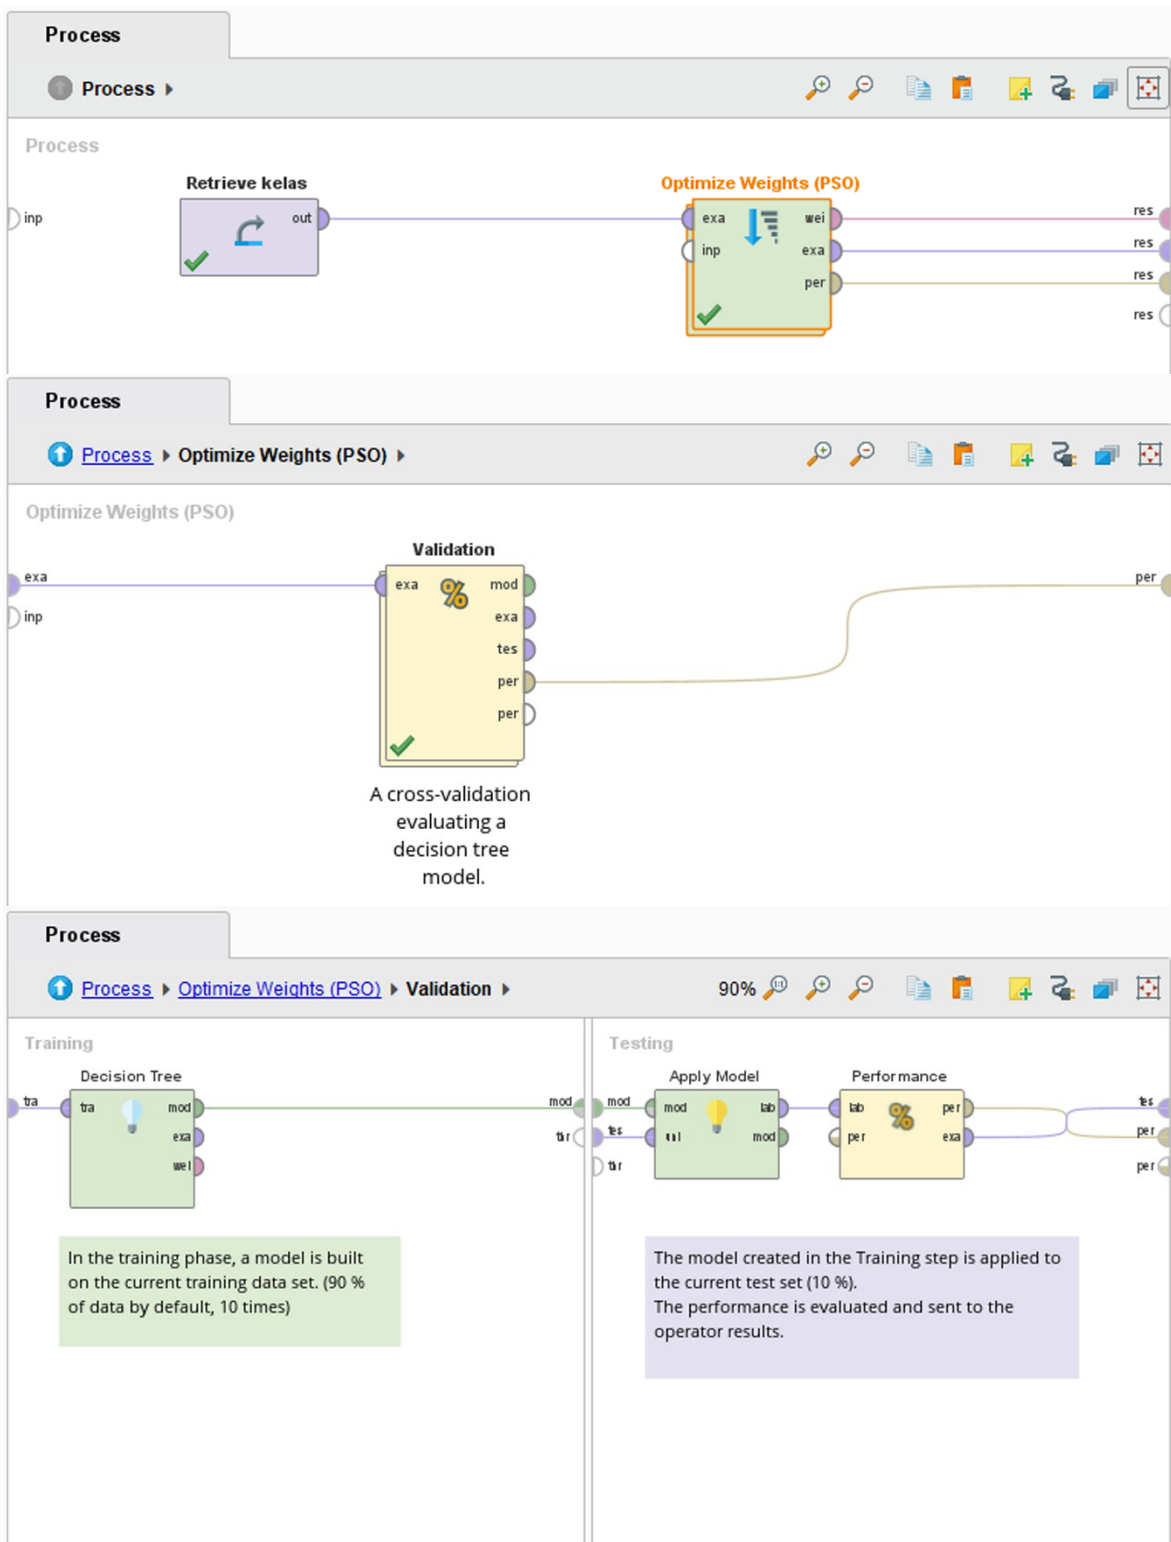 Process
Process
Process
Retrieve kelas
Optimize Weights (PSO)
inp
out
exa
wei
res
inp
exa
res
per
res
res
Process
Process Optimize Weights (PSO)
Optimize Weights (PSO)
Validation
exa
exa
mod
per
inp
exa
tes
per
per
A cross-validation
evaluating a
decision tree
model.
Process
Process Optimize Weights (PSO) Validation
90%
Training
Testing
Decision Tree
Apply Model
Performance
tra
tra
mod
mod
mod
mod
lab
lab
per
tes
exa
thr
tes
unl
mod
per
exa
per
wei
thr
per
In the training phase, a model is built
on the current training data set. (90 %
of data by default, 10 times)
The model created in the Training step is applied to
the current test set (10 %).
The performance is evaluated and sent to the
operator results.